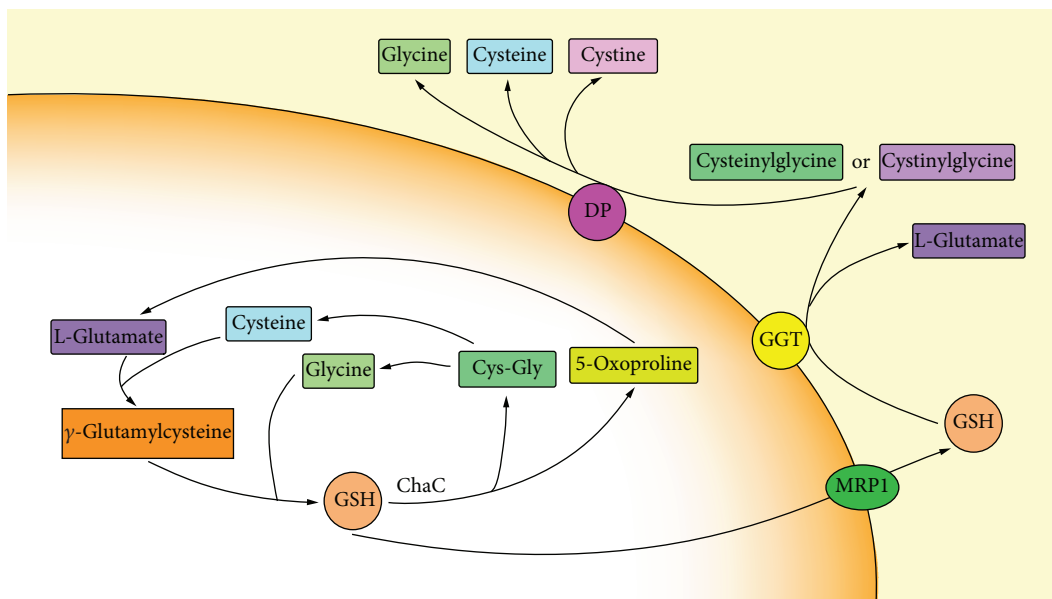 Glycine
Cysteine
Cystine
Cysteinylglycine or Cystinylglycine
DP
L-Glutamate
L-Glutamate
Cysteine
GGT
Glycine
Cys-Gly
5-Oxoproline
γ-Glutamylcysteine
GSH
ChaC
GSH
MRP1